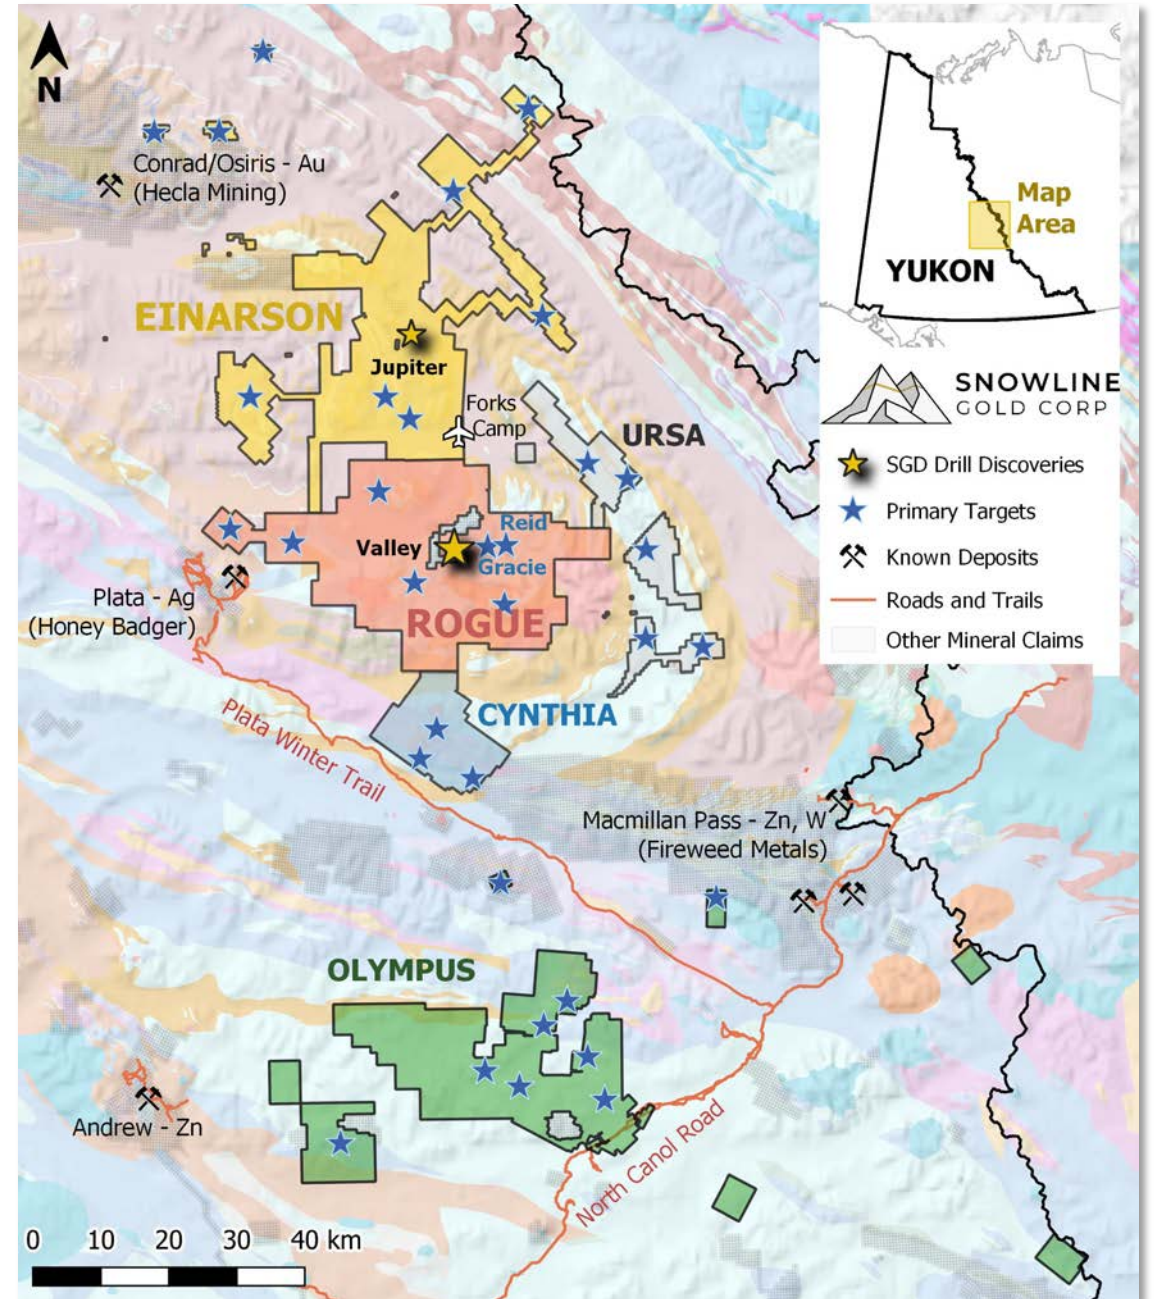 N
Conrad/Osiris - Au
(Hecla Mining)
Map
Area
YUKON
EINARSON
Jupiter
Forks
Camp
URSA
SNOWLINE
GOLD CORP
SGD Drill Discoveries
Primary Targets
Known Deposits
Roads and Trails
Other Mineral Claims
Reid
Valley
Gracie
ROGUE
Plata - Ag
(Honey Badger)
CYNTHIA
Plata Winter Trail
Macmillan Pass - Zn, W
(Fireweed Metals)
OLYMPUS
Andrew - Zn
North Canol Road
0 10 20 30 40 km